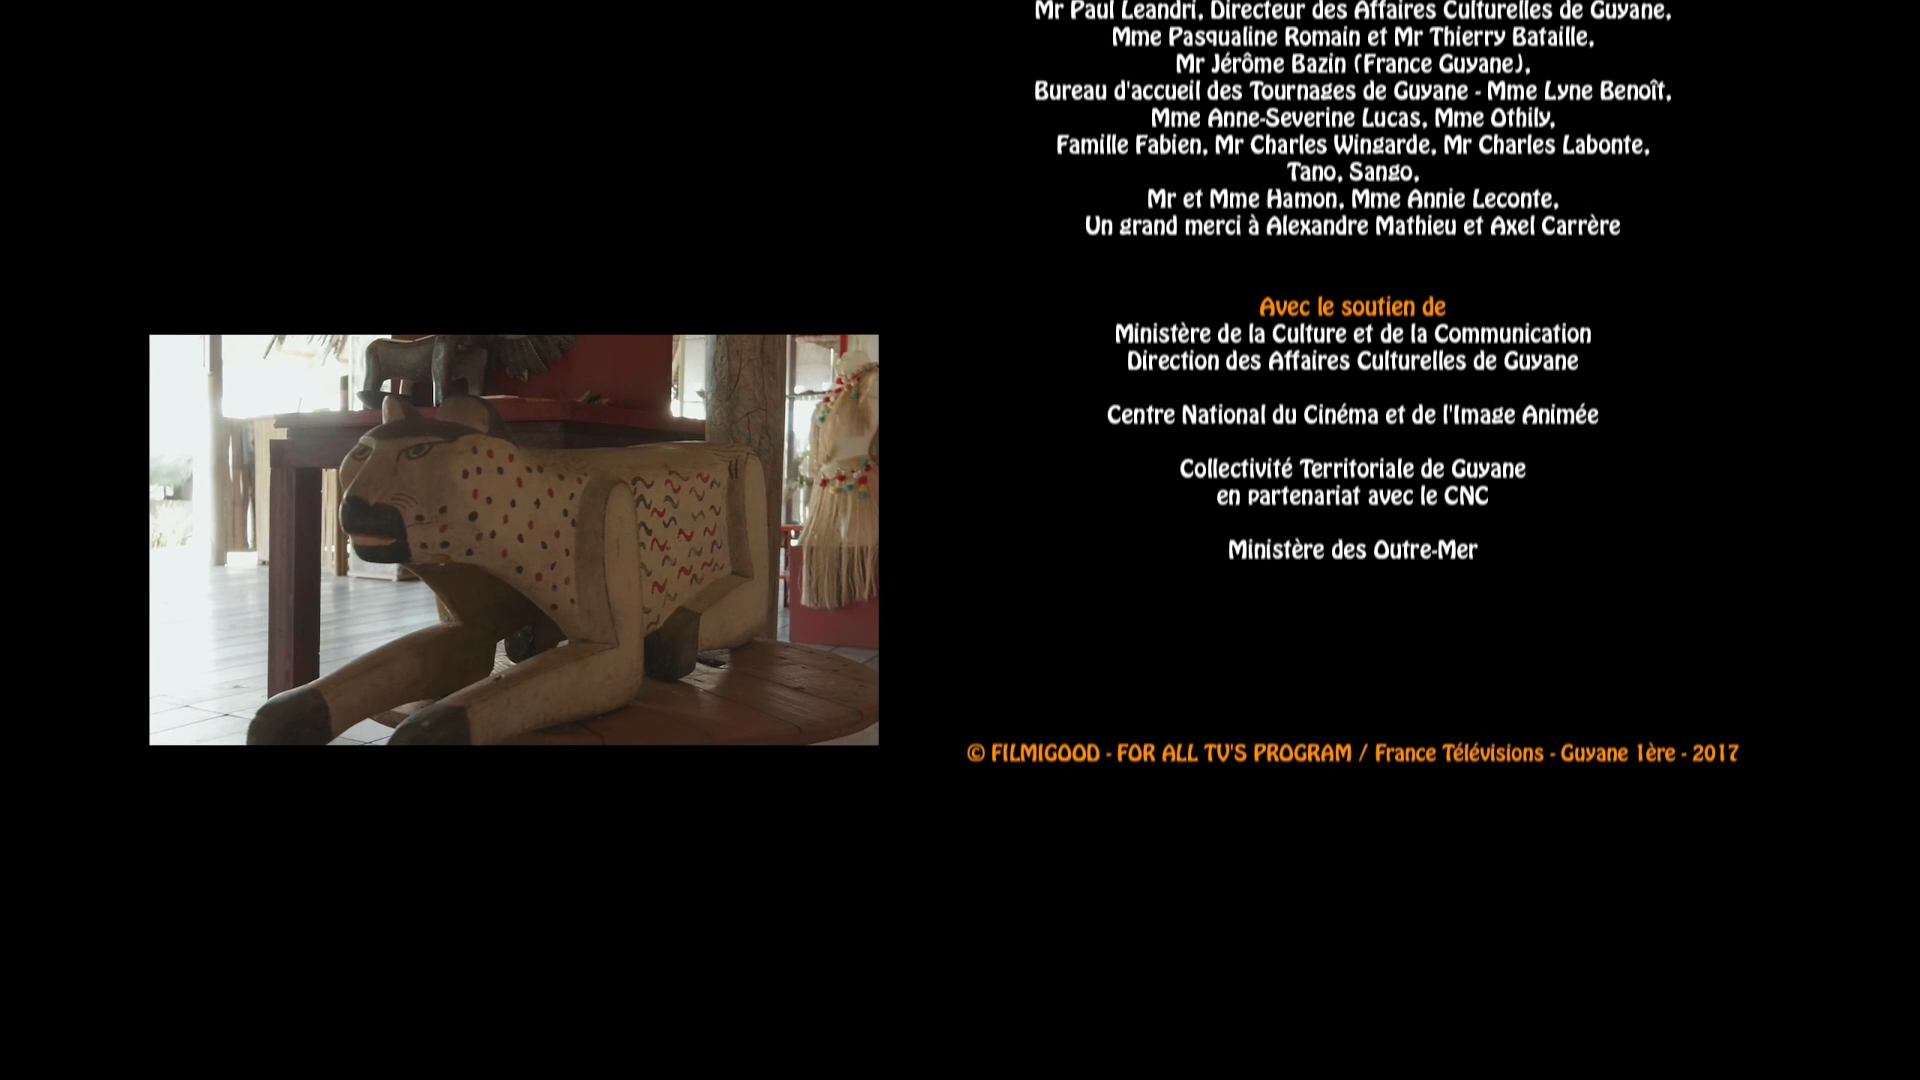 Mr Paul Leandri, Directeur des Affaires Culturelles de Guyane,
Mme Pasqualine Romain et Mr Thierry Bataille,
Mr Jérôme Bazin (France Guyane),
Bureau d'accueil des Tournages de Guyane - Mme Lyne Benoît,
Mme Anne-Severine Lucas, Mme Othily,
Famille Fabien, Mr Charles Wingarde, Mr Charles Labonte,
Tano, Sango,
Mr et Mme Hamon, Mme Annie Leconte,
Un grand merci à Alexandre Mathieu et Axel Carrère
Avec le soutien de
Ministère de la Culture et de la Communication
Direction des Affaires Culturelles de Guyane
Centre National du Cinéma et de l'Image Animée
Collectivité Territoriale de Guyane
en partenariat avec le CNC
Ministère des Outre-Mer
© FILMIGOOD - FOR ALL TV'S PROGRAM / France Télévisions - Guyane 1ère - 2017